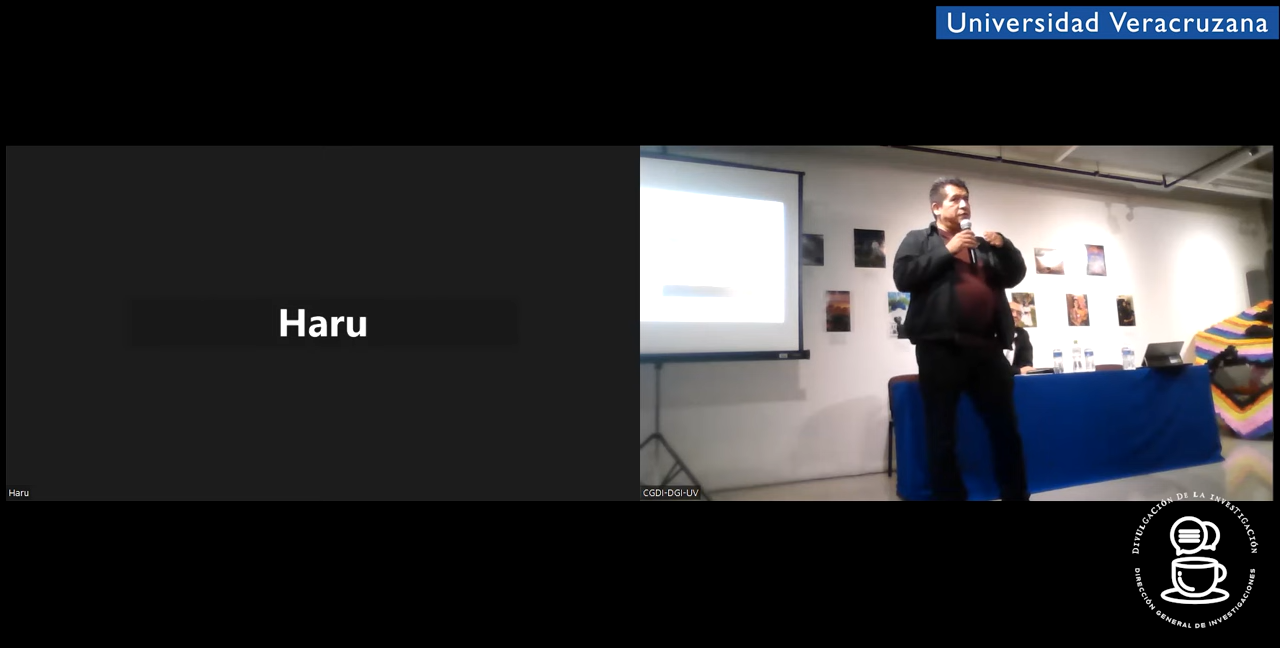 Universidad Veracruzana
Haru
Haru
CGDI-DGI-UV
DIVULGACIÓN DE LA INVESTIGACIÓN
DIRECCIÓN GENERAL DE INVESTIGACIONES